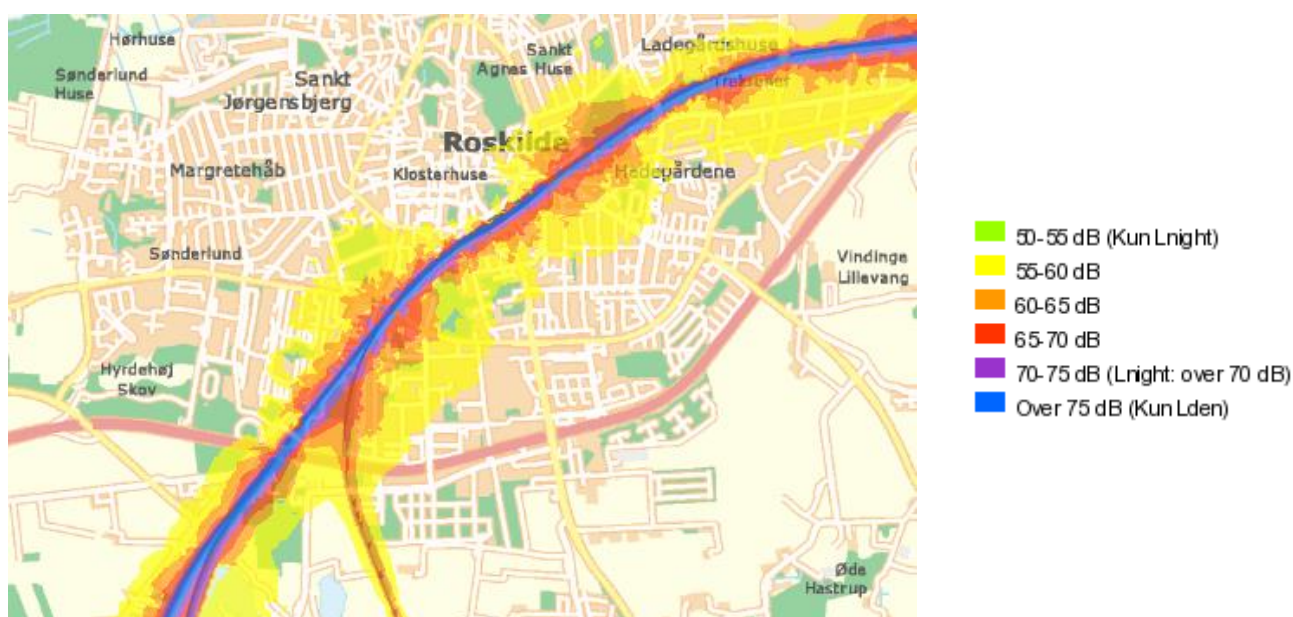 Hørhuse
Sankt
Agnes Huse
Ladegårdshuse
Sønderlund
Huse
Sankt
Jørgensbjerg
Roskilde
Margretehåb
Klosterhuse
Hedegårdene
Sønderlund
Vindinge
Lillevang
Hyrdehøj
Skov
Øde
Hastrup
50-55 dB (Kun Lnight)
55-60 dB
60-65 dB
65-70 dB
70-75 dB (Lnight: over 70 dB)
Over 75 dB (Kun Lden)